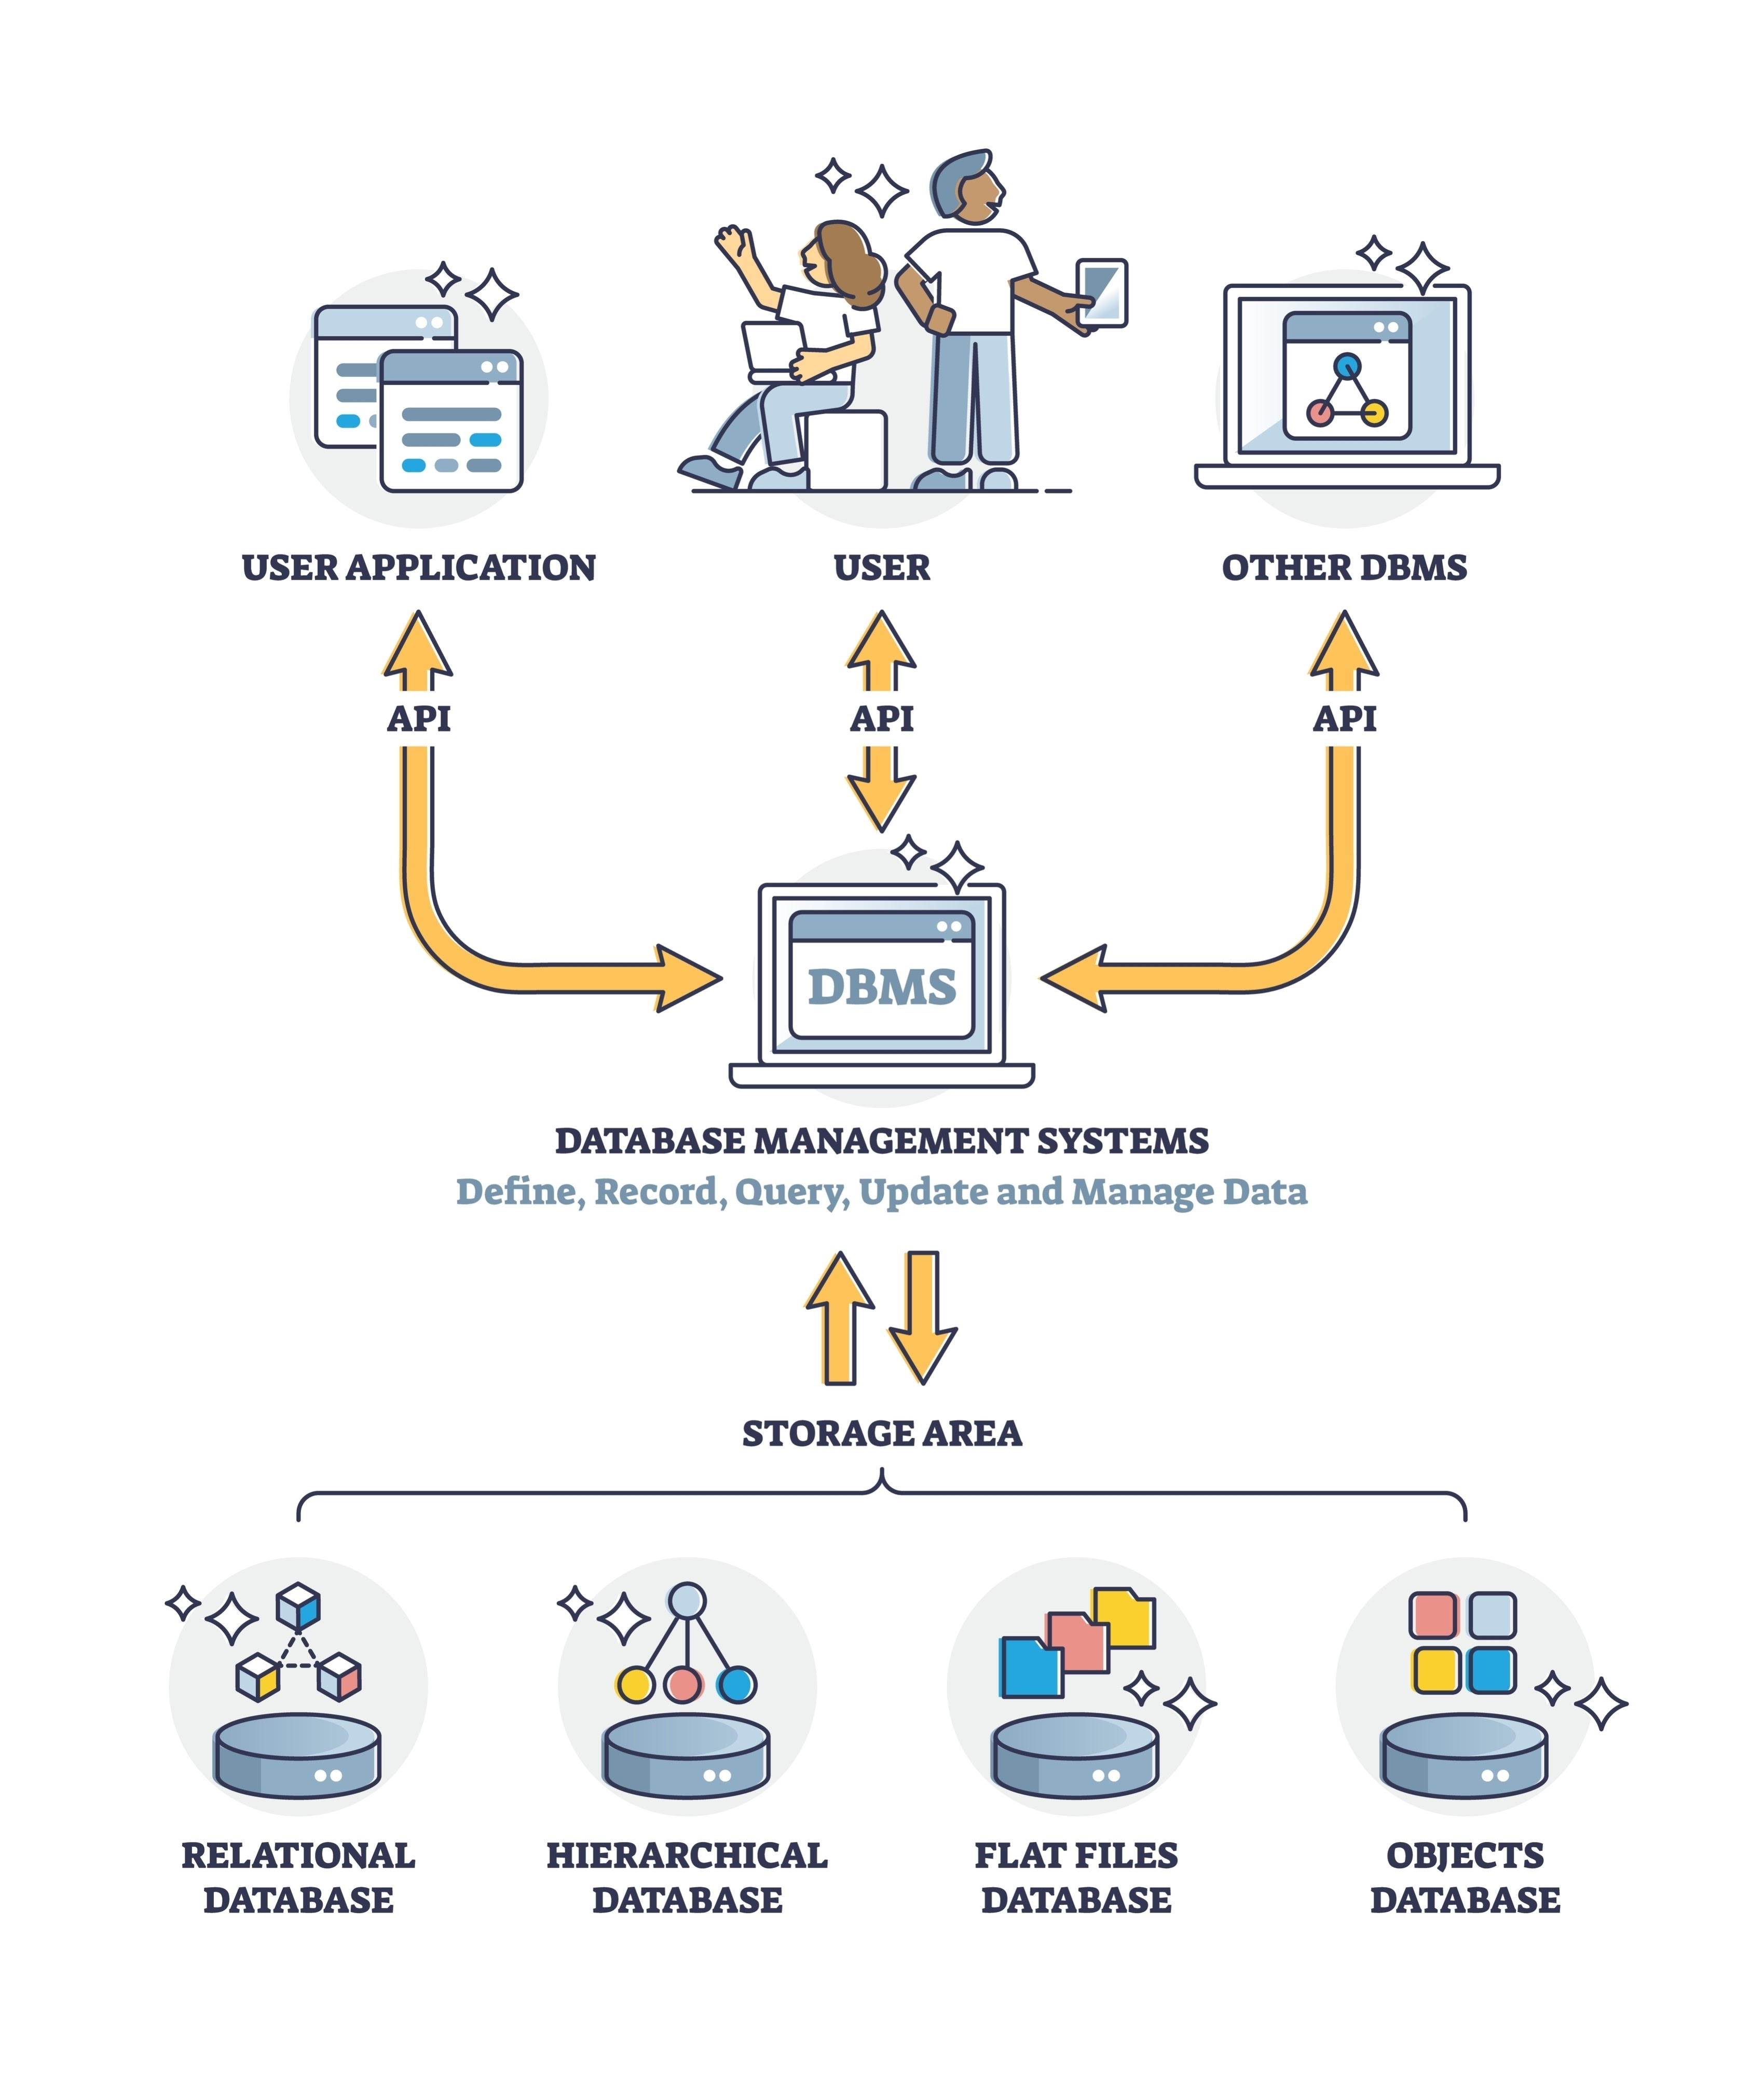 USER APPLICATION
USER
OTHER DBMS
API
API
API
DBMS
DATABASE MANAGEMENT SYSTEMS
Define, Record, Query, Update and Manage Data
STORAGE AREA
RELATIONAL
DATABASE
HIERARCHICAL
DATABASE
FLAT FILES
DATABASE
OBJECTS
DATABASE